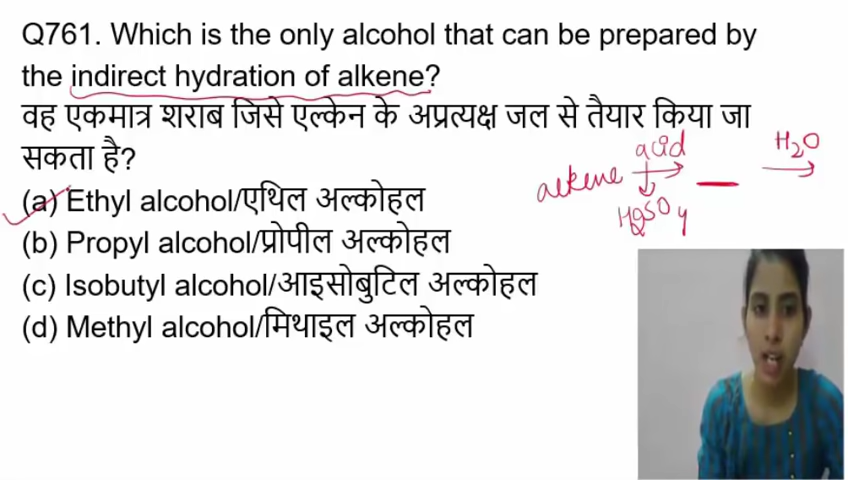 Q761. Which is the only alcohol that can be prepared by
the indirect hydration of alkene?
वह एकमात्र शराब जिसे एल्केन के अप्रत्यक्ष जल से तैयार किया जा
सकता है?
(a) Ethyl alcohol/एथिल अल्कोहल
(b) Propyl alcohol/प्रोपील अल्कोहल
(c) Isobutyl alcohol/आइसोबुटिल अल्कोहल
(d) Methyl alcohol/मिथाइल अल्कोहल
acid
H2O
alkene
H2SO4